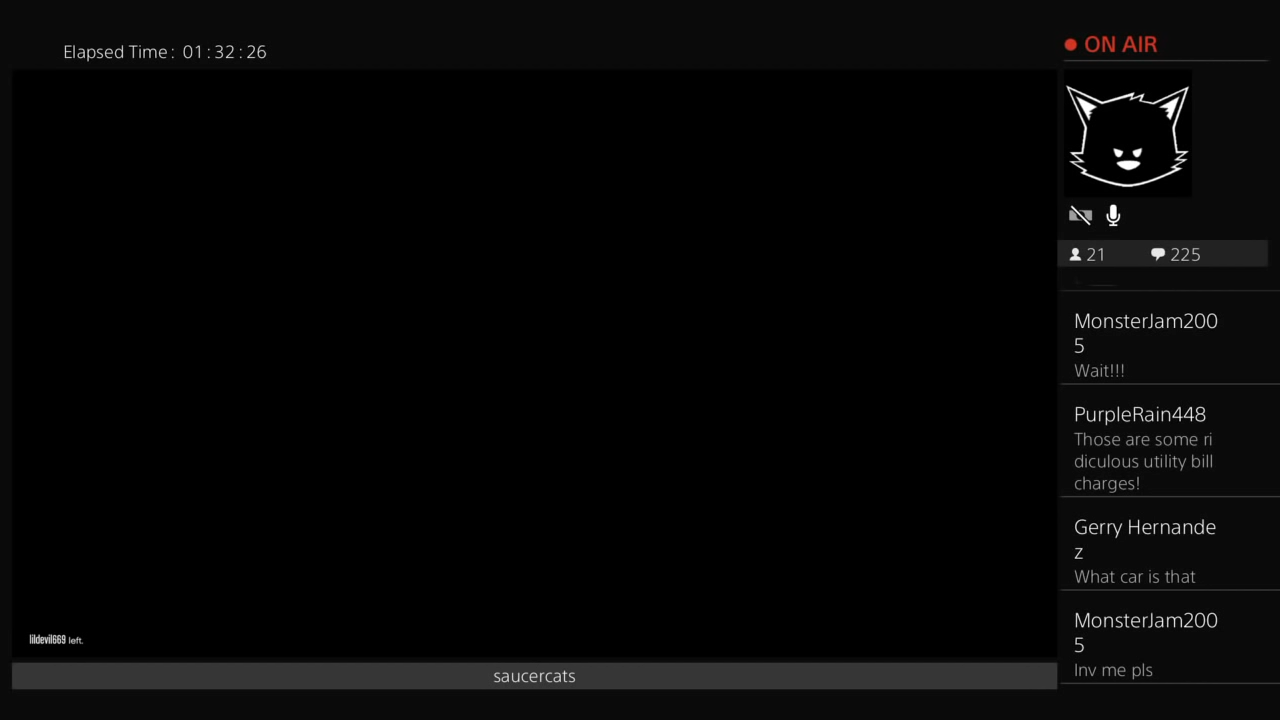 Elapsed Time: 01:32:26
ON AIR
21 225
MonsterJam200
5
Wait!!!
PurpleRain448
Those are some ri
diculous utility bill
charges!
Gerry Hernande
z
What car is that
MonsterJam200
5
Inv me pls
lildevil669 left.
saucercats